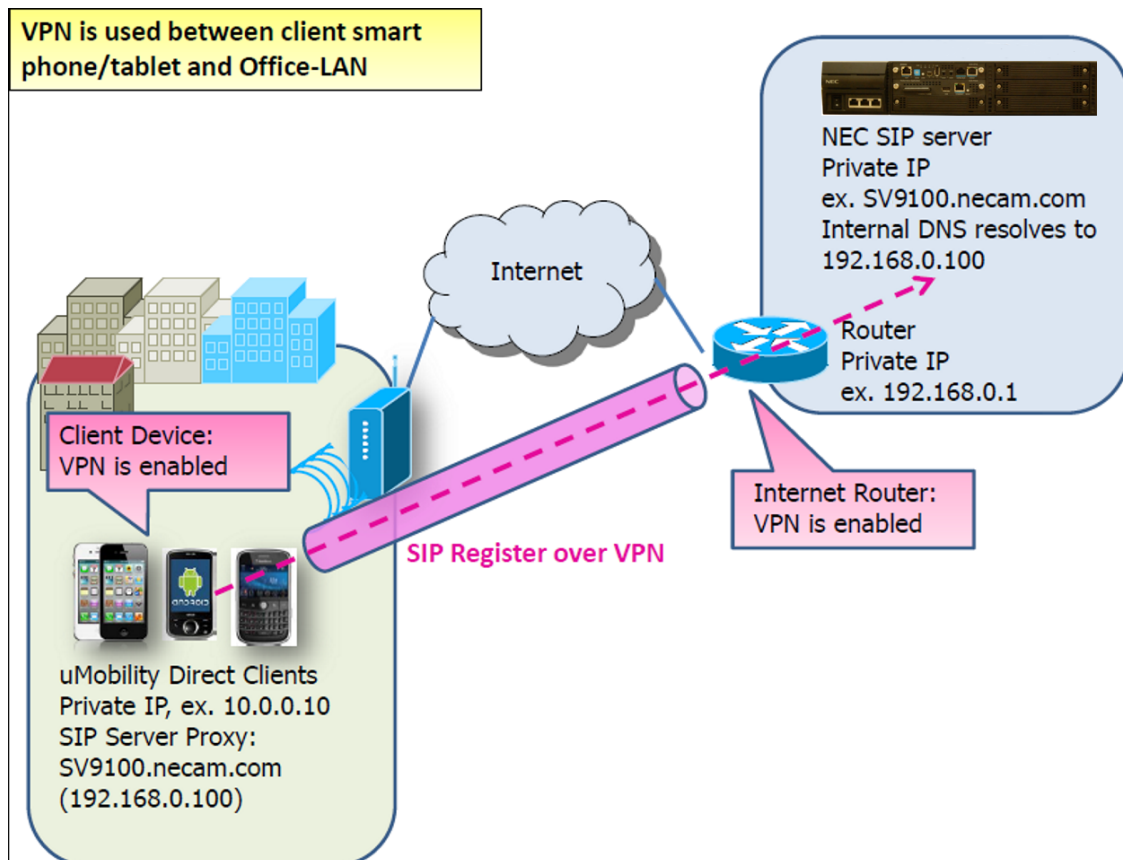 VPN is used between client smart
phone/tablet and Office-LAN
NEC
NEC SIP server
Private IP
ex. SV9100.necam.com
Internal DNS resolves to
192.168.0.100
Internet
Router
Private IP
ex. 192.168.0.1
Client Device:
VPN is enabled
Internet Router:
VPN is enabled
SIP Register over VPN
ANDROID
uMobility Direct Clients
Private IP, ex. 10.0.0.10
SIP Server Proxy:
SV9100.necam.com
(192.168.0.100)